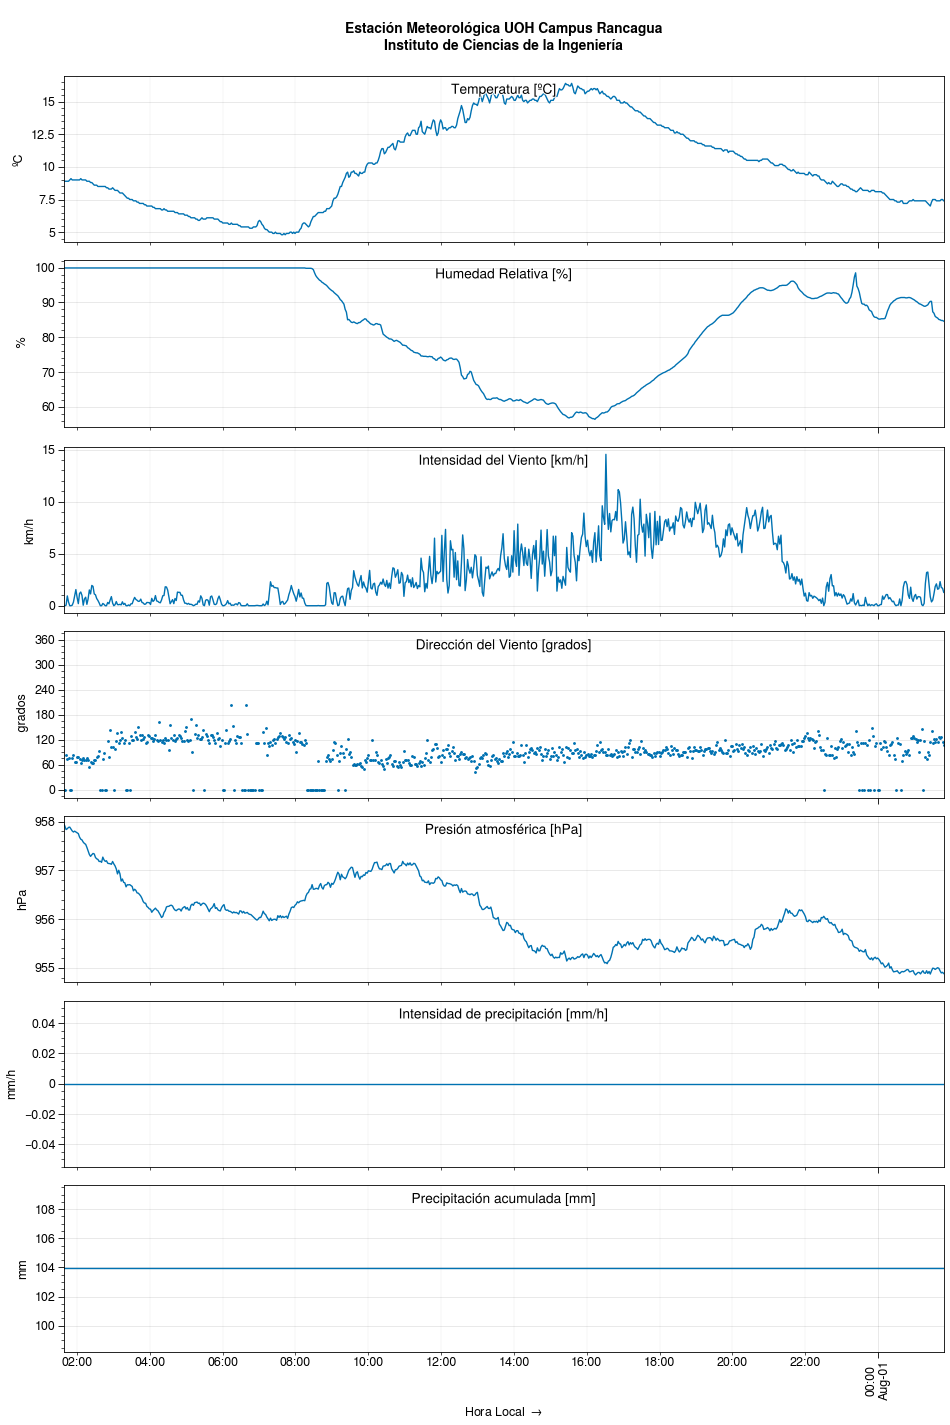 Estación Meteorológica UOH Campus Rancagua
Instituto de Ciencias de la Ingeniería
Temperatura [ºC]
15
12.5
10
7.5
5
ºC
Humedad Relativa [%]
100
90
80
70
60
%
Intensidad del Viento [km/h]
15
10
5
0
km/h
Dirección del Viento [grados]
360
300
240
180
120
60
0
grados
Presión atmosférica [hPa]
958
957
956
955
hPa
Intensidad de precipitación [mm/h]
0.04
0.02
0
−0.02
−0.04
mm/h
Precipitación acumulada [mm]
108
106
104
102
100
mm
02:00 04:00 06:00 08:00 10:00 12:00 14:00 16:00 18:00 20:00 22:00
00:00
Aug-01
Hora Local →